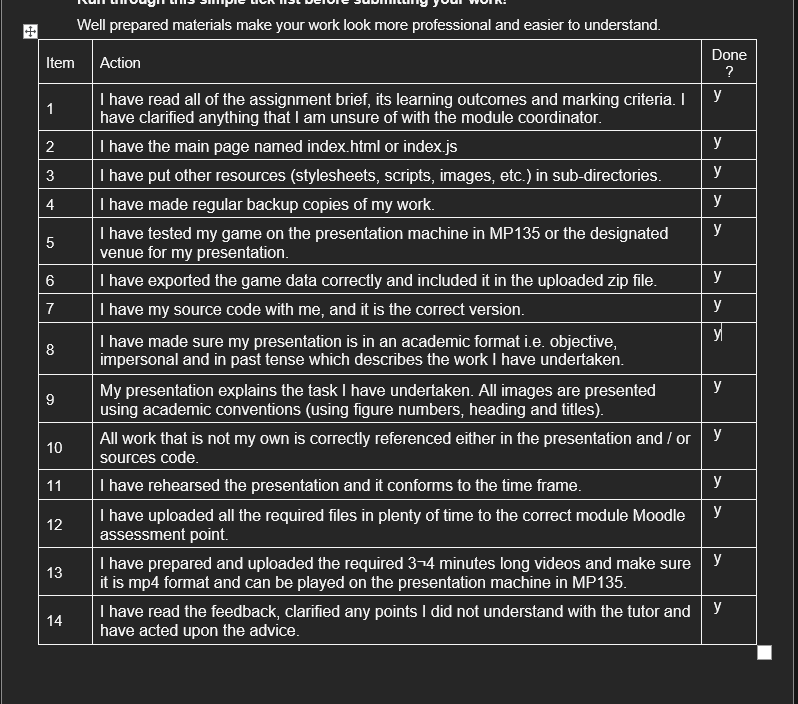 Run through this simple tick list before submitting your work!
Well prepared materials make your work look more professional and easier to understand.
Item Action Done
?
1 I have read all of the assignment brief, its learning outcomes and marking criteria. I y
have clarified anything that I am unsure of with the module coordinator.
2 I have the main page named index.html or index.js y
3 I have put other resources (stylesheets, scripts, images, etc.) in sub-directories. y
4 I have made regular backup copies of my work. y
5 I have tested my game on the presentation machine in MP135 or the designated y
venue for my presentation.
6 I have exported the game data correctly and included it in the uploaded zip file. y
7 I have my source code with me, and it is the correct version. y
8 I have made sure my presentation is in an academic format i.e. objective, y
impersonal and in past tense which describes the work I have undertaken.
9 My presentation explains the task I have undertaken. All images are presented y
using academic conventions (using figure numbers, heading and titles).
10 All work that is not my own is correctly referenced either in the presentation and / or y
sources code.
11 I have rehearsed the presentation and it conforms to the time frame. y
12 I have uploaded all the required files in plenty of time to the correct module Moodle y
assessment point.
13 I have prepared and uploaded the required 3¬4 minutes long videos and make sure y
it is mp4 format and can be played on the presentation machine in MP135.
14 I have read the feedback, clarified any points I did not understand with the tutor and y
have acted upon the advice.